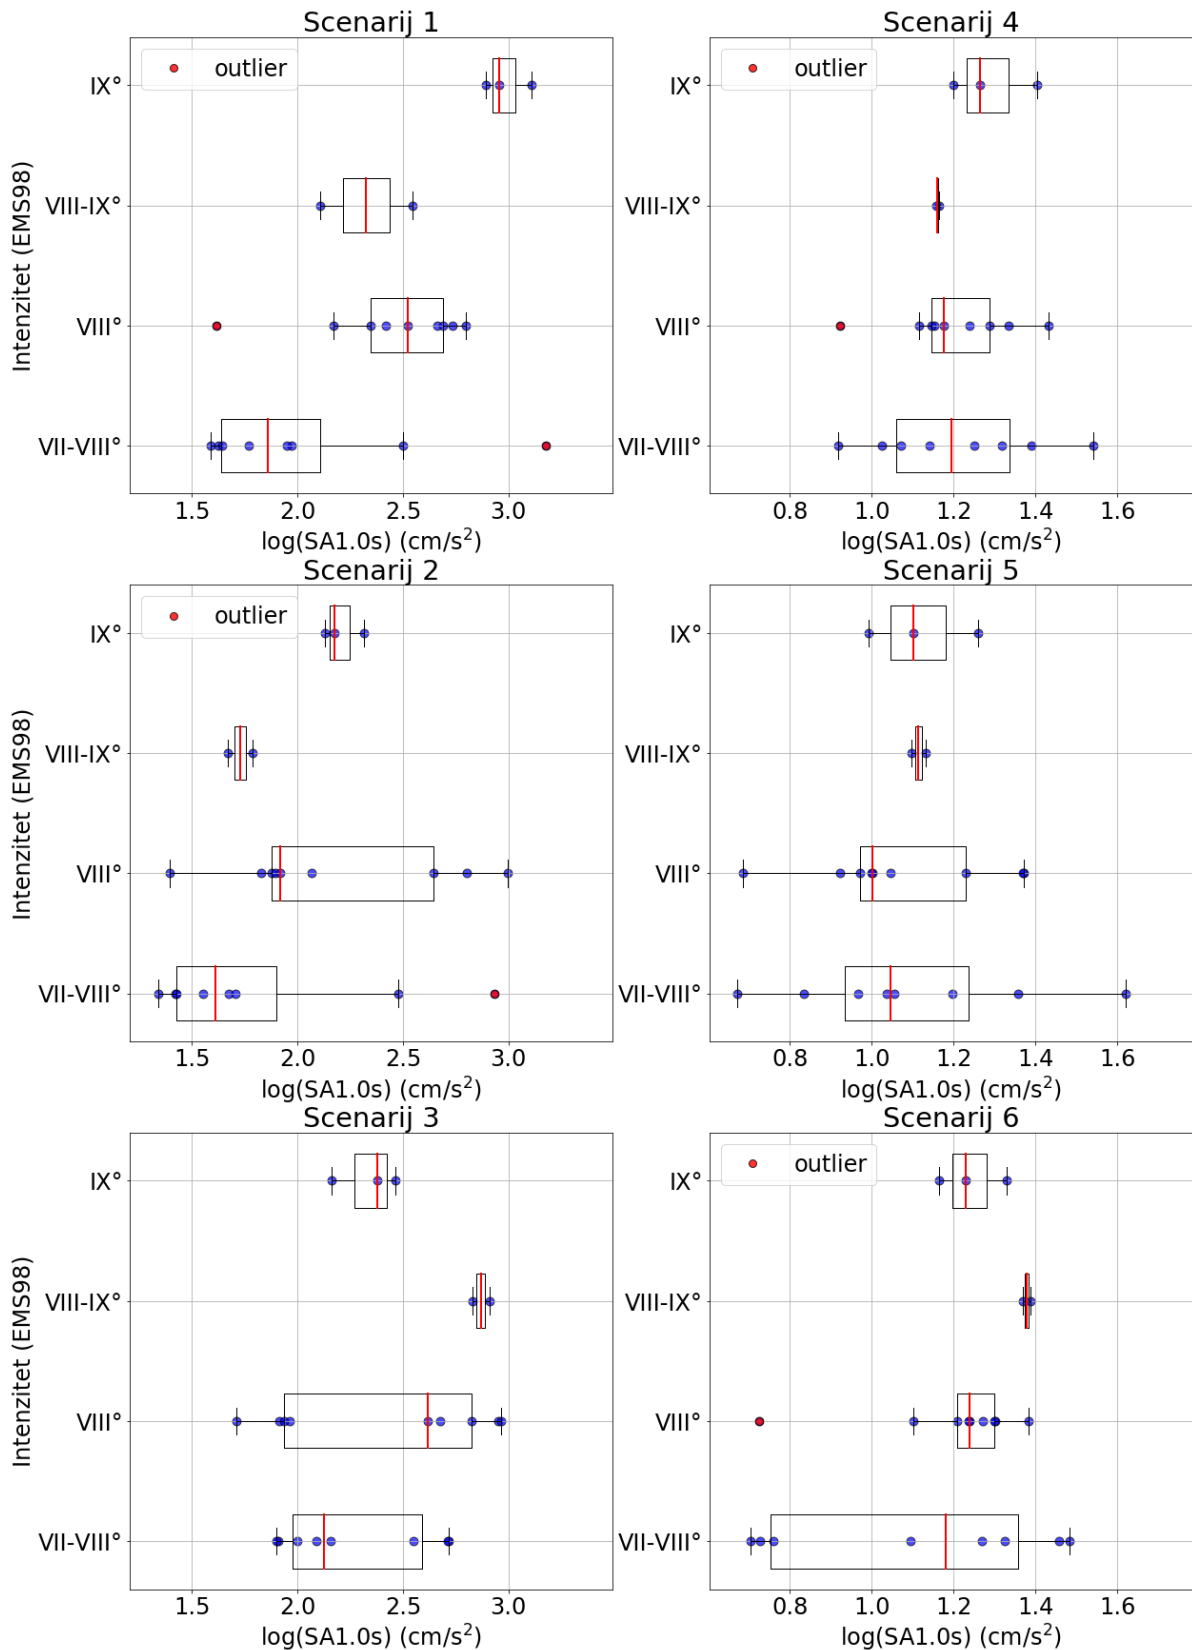 Scenarij 1
outlier
IX°
VIII-IX°
VIII°
VII-VIII°
Intenzitet (EMS98)
1.5 2.0 2.5 3.0
log(SA1.0s) (cm/s²)
Scenarij 4
outlier
IX°
VIII-IX°
VIII°
VII-VIII°
0.8 1.0 1.2 1.4 1.6
log(SA1.0s) (cm/s²)
Scenarij 2
outlier
IX°
VIII-IX°
VIII°
VII-VIII°
Intenzitet (EMS98)
1.5 2.0 2.5 3.0
log(SA1.0s) (cm/s²)
Scenarij 5
IX°
VIII-IX°
VIII°
VII-VIII°
0.8 1.0 1.2 1.4 1.6
log(SA1.0s) (cm/s²)
Scenarij 3
IX°
VIII-IX°
VIII°
VII-VIII°
Intenzitet (EMS98)
1.5 2.0 2.5 3.0
log(SA1.0s) (cm/s²)
Scenarij 6
outlier
IX°
VIII-IX°
VIII°
VII-VIII°
0.8 1.0 1.2 1.4 1.6
log(SA1.0s) (cm/s²)